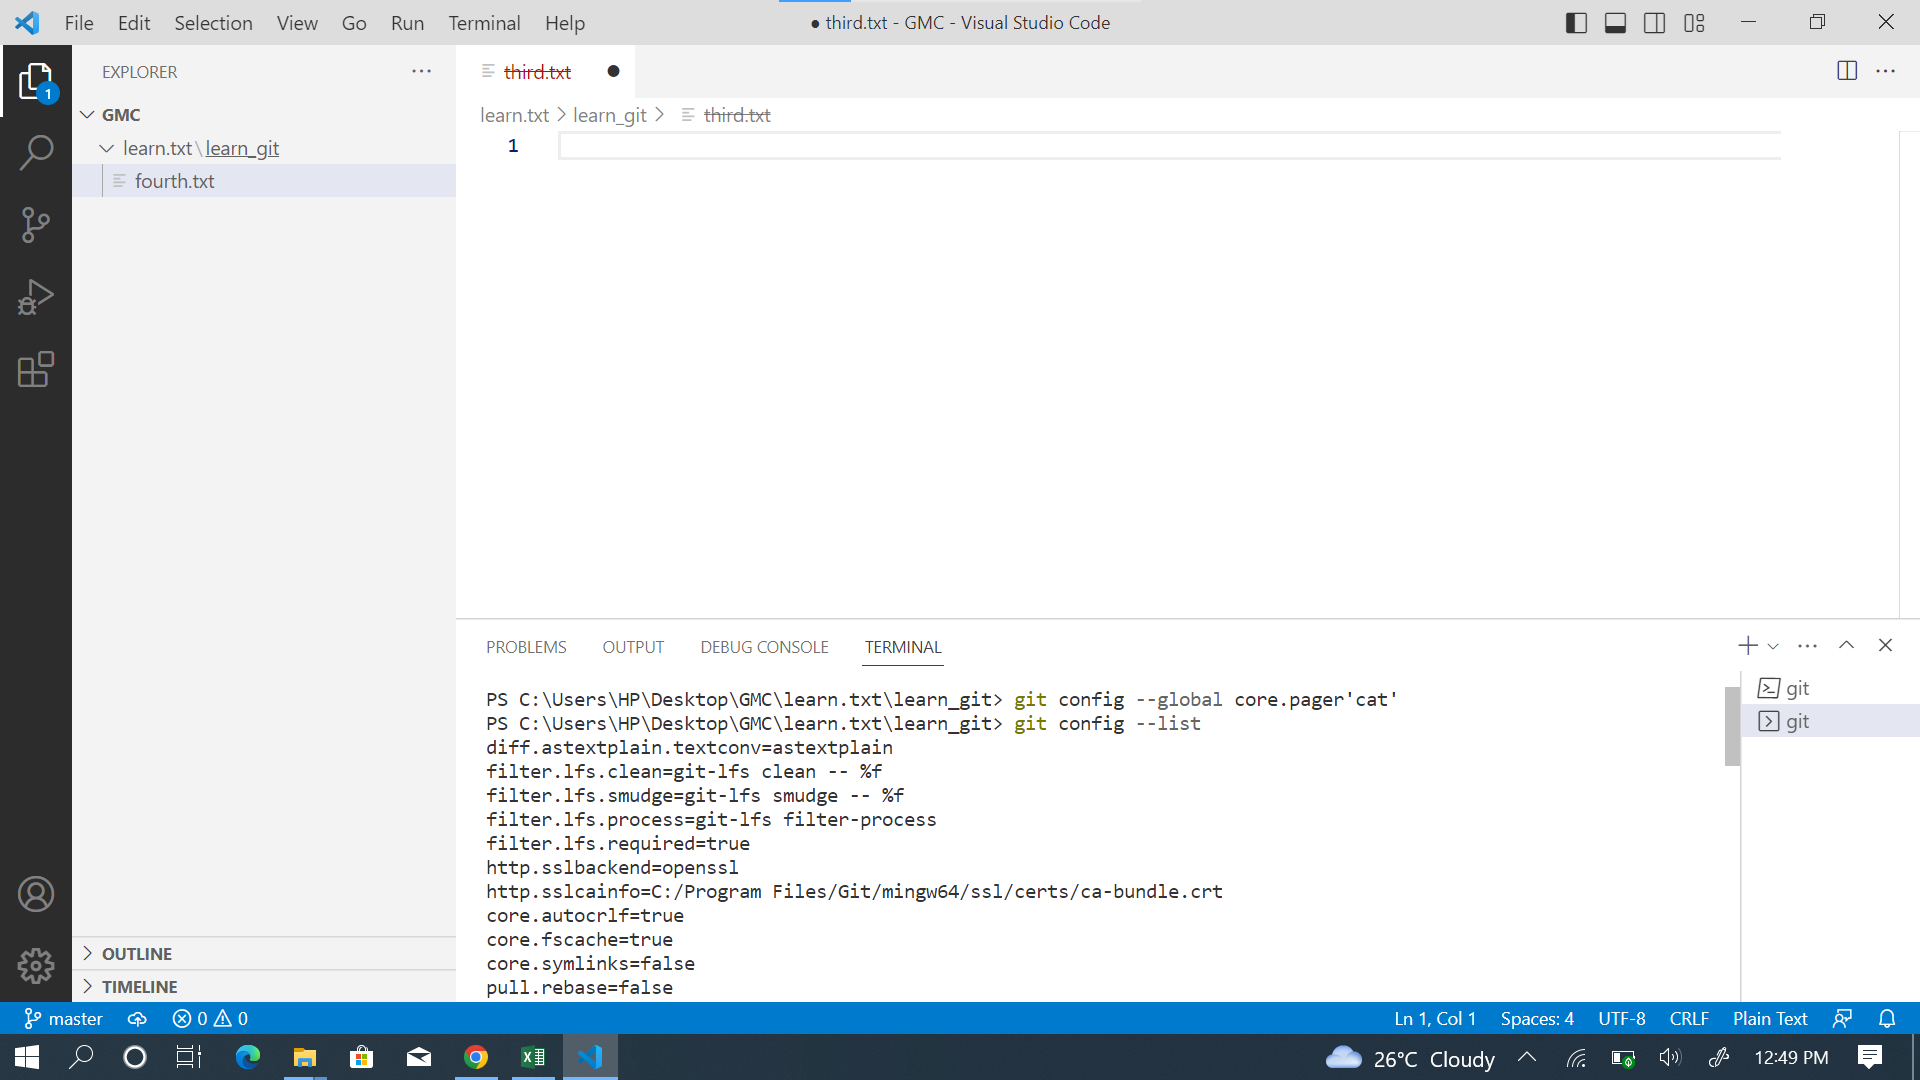 File Edit Selection View Go Run Terminal Help
● third.txt - GMC - Visual Studio Code
1
EXPLORER
GMC
learn.txt\learn_git
fourth.txt
OUTLINE
TIMELINE
third.txt
learn.txt > learn_git > third.txt
1
PROBLEMS OUTPUT DEBUG CONSOLE TERMINAL
PS C:\Users\HP\Desktop\GMC\learn.txt\learn_git> git config --global core.pager'cat'
PS C:\Users\HP\Desktop\GMC\learn.txt\learn_git> git config --list
diff.astextplain.textconv=astextplain
filter.lfs.clean=git-lfs clean -- %f
filter.lfs.smudge=git-lfs smudge -- %f
filter.lfs.process=git-lfs filter-process
filter.lfs.required=true
http.sslbackend=openssl
http.sslcainfo=C:/Program Files/Git/mingw64/ssl/certs/ca-bundle.crt
core.autocrlf=true
core.fscache=true
core.symlinks=false
pull.rebase=false
git
git
master 0 0
Ln 1, Col 1 Spaces: 4 UTF-8 CRLF Plain Text
26°C Cloudy 12:49 PM